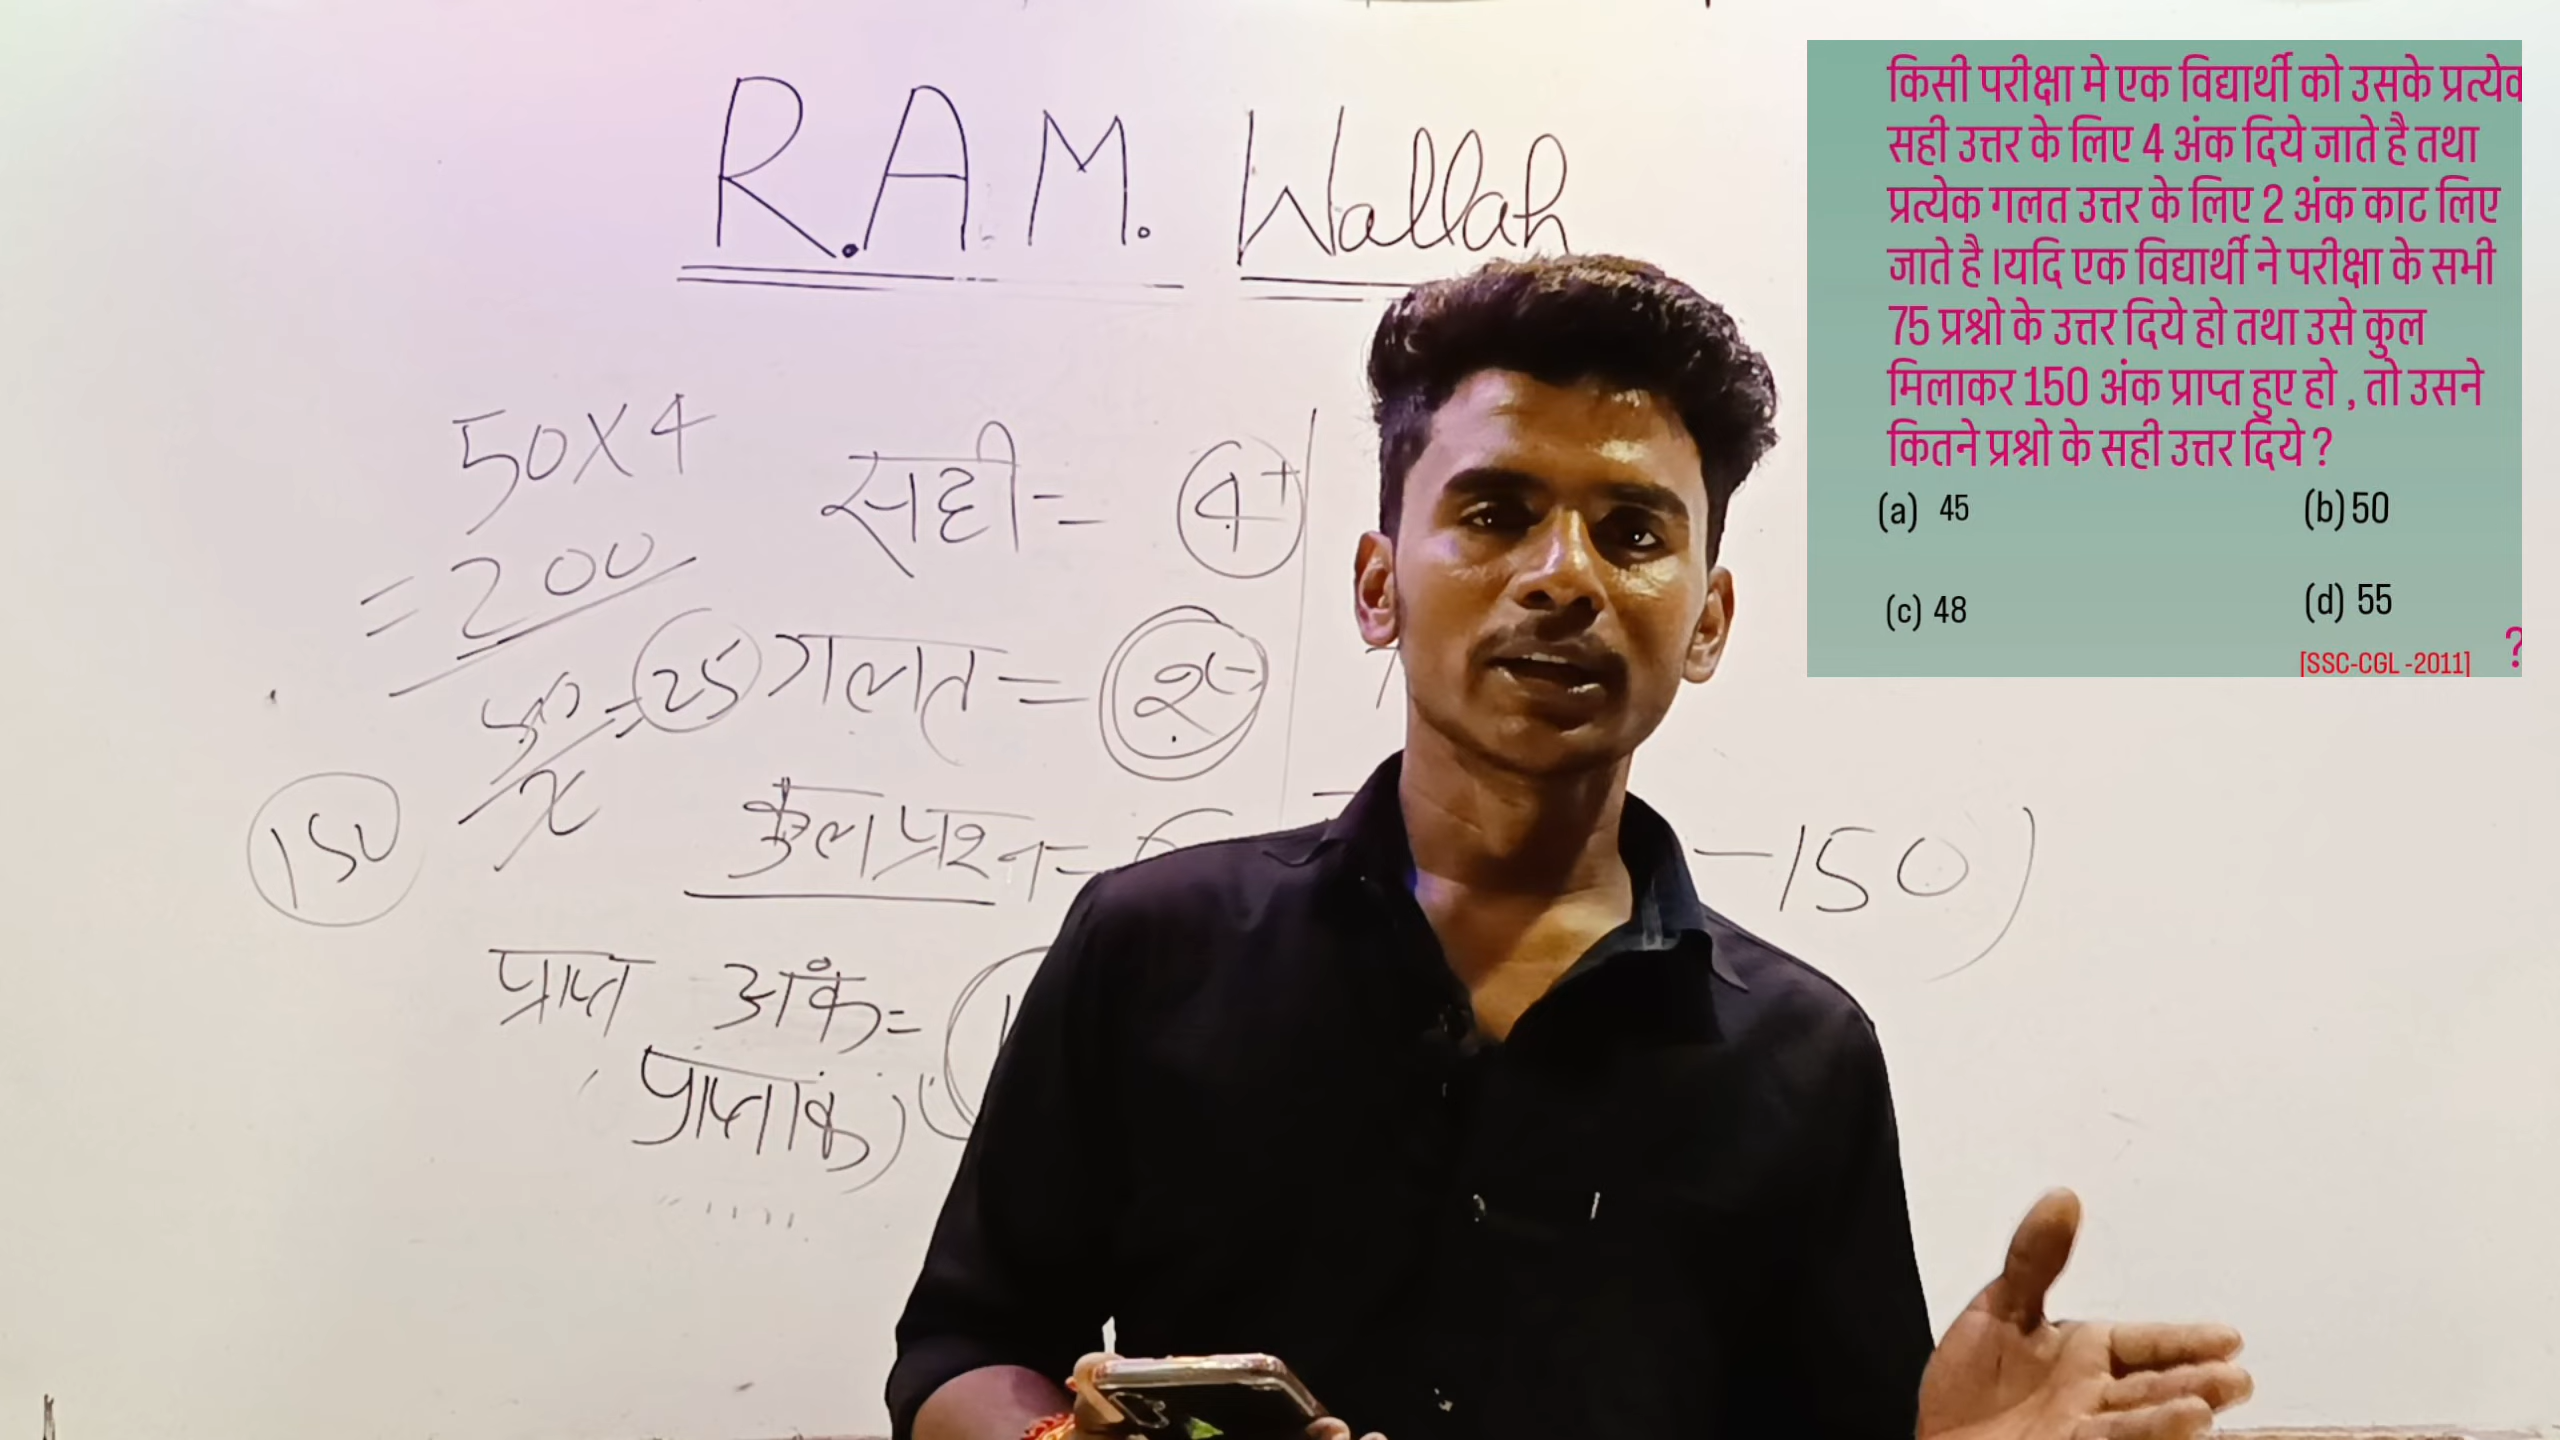 R.A.M. Wallah
50X4
= 200
सही = 4+
= 25
गलत = 2-
x
150
कुल प्रश्न =
-150)
प्राप्त अंक =
प्राप्तांक)
किसी परीक्षा मे एक विद्यार्थी को उसके प्रत्येक
सही उत्तर के लिए 4 अंक दिये जाते है तथा
प्रत्येक गलत उत्तर के लिए 2 अंक काट लिए
जाते है ।यदि एक विद्यार्थी ने परीक्षा के सभी
75 प्रश्नो के उत्तर दिये हो तथा उसे कुल
मिलाकर 150 अंक प्राप्त हुए हो , तो उसने
कितने प्रश्नो के सही उत्तर दिये ?
(a) 45 (b) 50
(c) 48 (d) 55
[SSC-CGL -2011] ?